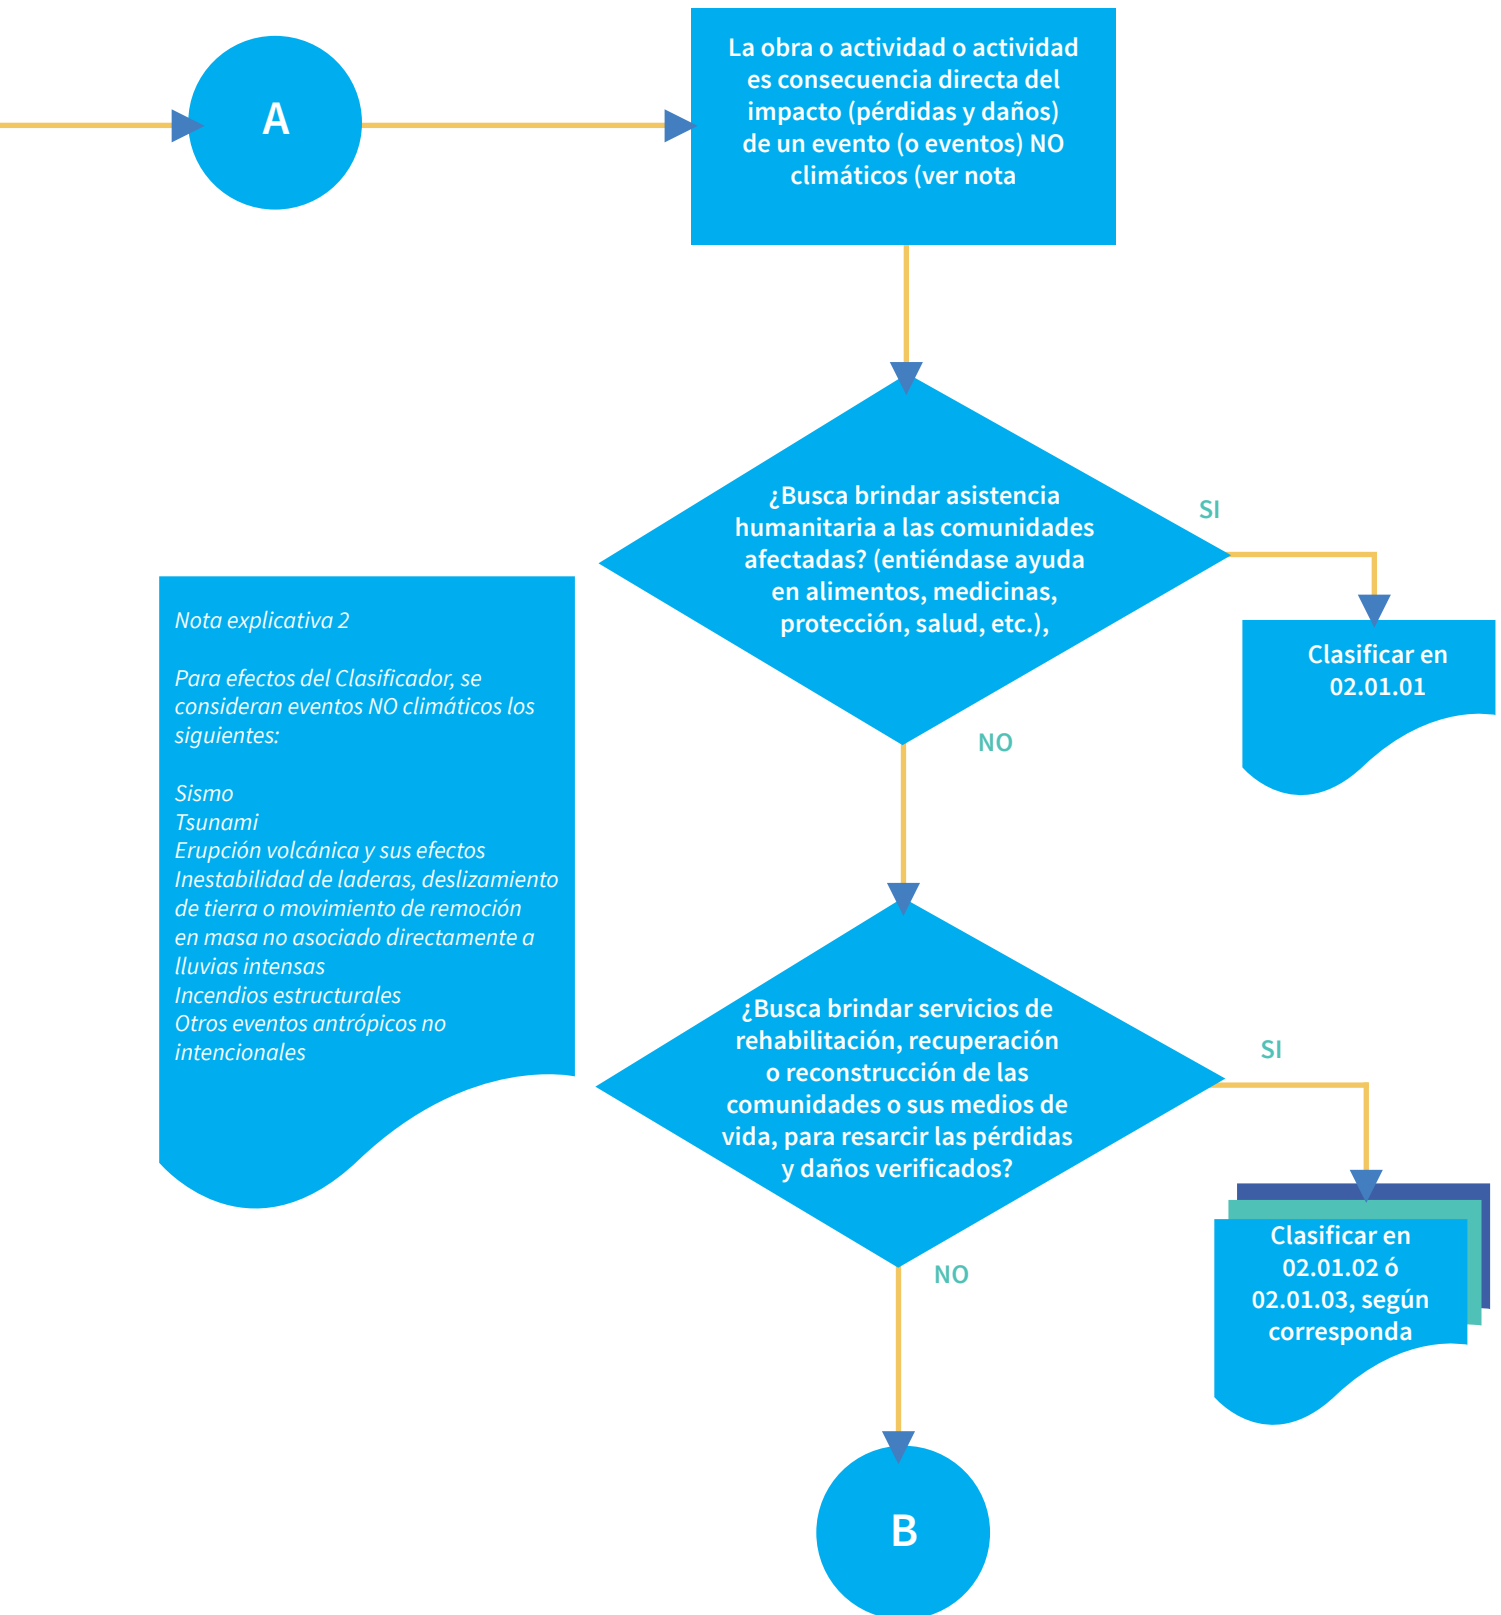 A
La obra o actividad o actividad
es consecuencia directa del
impacto (pérdidas y daños)
de un evento (o eventos) NO
climáticos (ver nota
¿Busca brindar asistencia
humanitaria a las comunidades
afectadas? (entiéndase ayuda
en alimentos, medicinas,
protección, salud, etc.),
SI
Clasificar en
02.01.01
NO
Nota explicativa 2
Para efectos del Clasificador, se
consideran eventos NO climáticos los
siguientes:
Sismo
Tsunami
Erupción volcánica y sus efectos
Inestabilidad de laderas, deslizamiento
de tierra o movimiento de remoción
en masa no asociado directamente a
lluvias intensas
Incendios estructurales
Otros eventos antrópicos no
intencionales
¿Busca brindar servicios de
rehabilitación, recuperación
o reconstrucción de las
comunidades o sus medios de
vida, para resarcir las pérdidas
y daños verificados?
SI
Clasificar en
02.01.02 ó
02.01.03, según
corresponda
NO
B